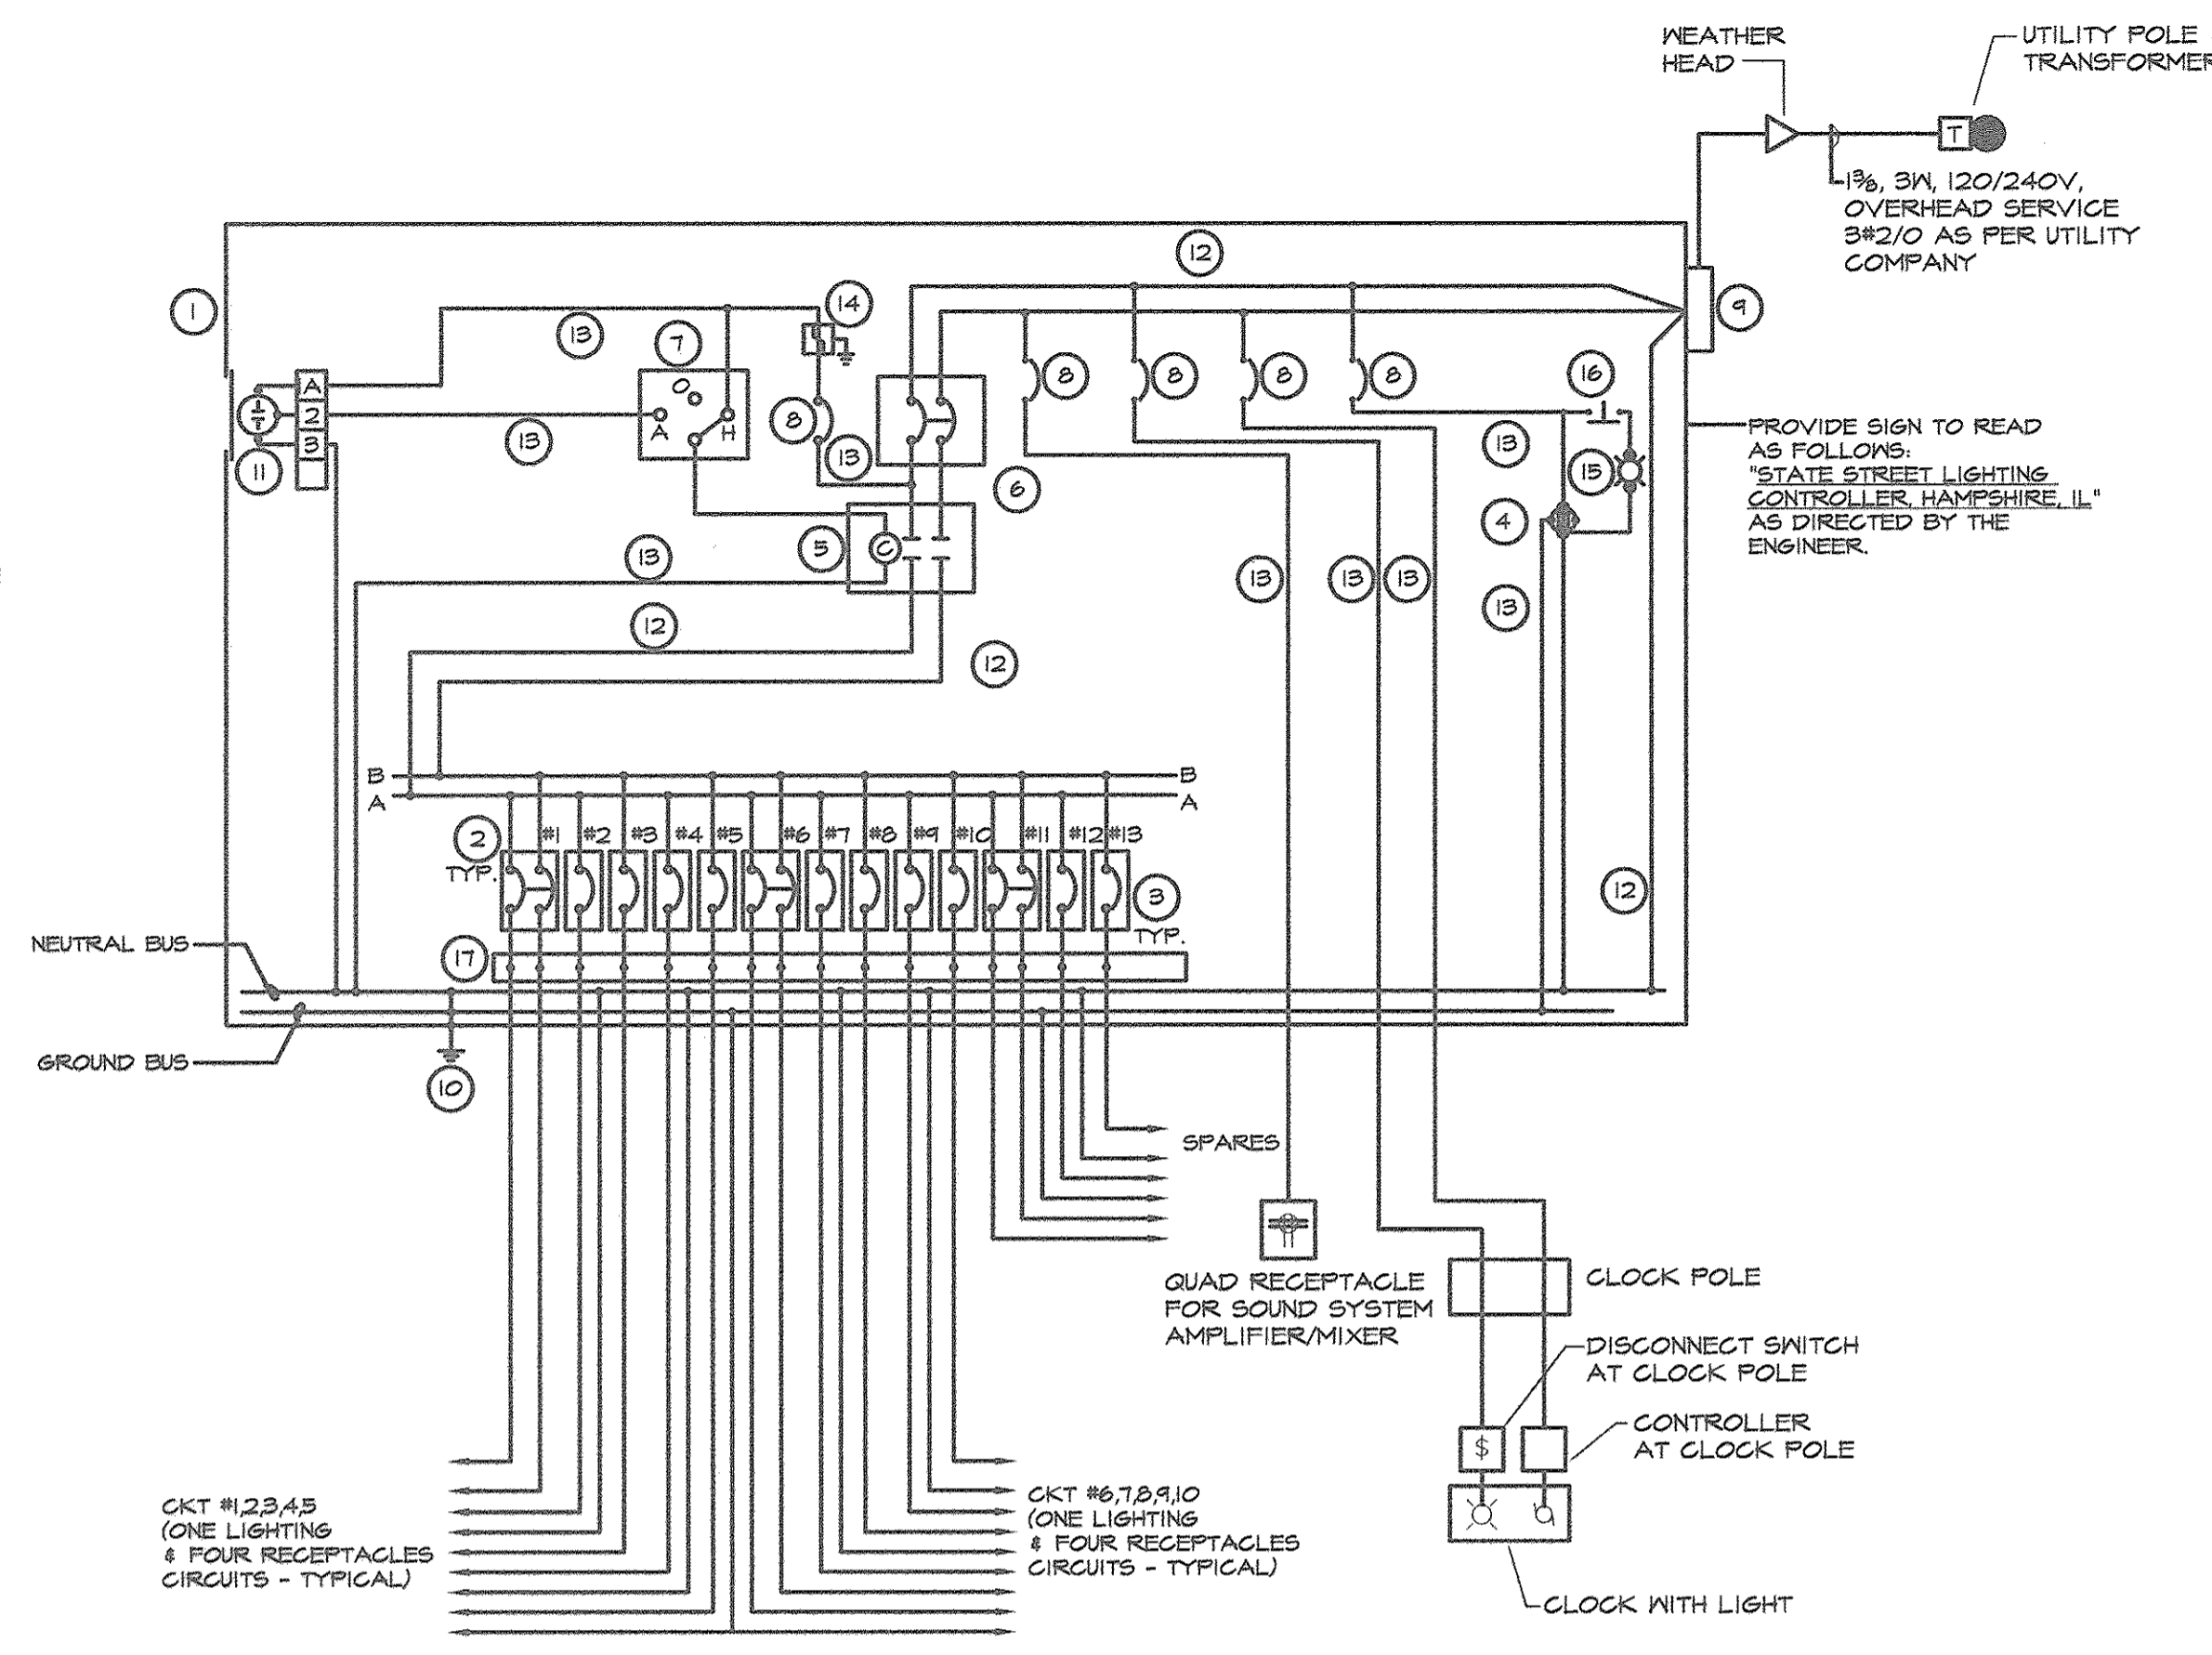 WEATHER
HEAD
UTILITY POLE
TRANSFORMER
T
1⅜, 3W, 120/240V,
OVERHEAD SERVICE
3#2/0 AS PER UTILITY
COMPANY
12
1
14
9
13
7
8
8
8
8
16
A
O
2
A
H
8
3
13
11
13
13
15
6
PROVIDE SIGN TO READ
AS FOLLOWS:
"STATE STREET LIGHTING
CONTROLLER, HAMPSHIRE, IL"
AS DIRECTED BY THE
ENGINEER.
4
5
C
13
13
13
13
13
12
12
B
B
A
A
2
TYP.
#1
#2
#3
#4
#5
#6
#7
#8
#9
#10
#11
#12
#13
3
TYP.
12
NEUTRAL BUS
17
GROUND BUS
10
SPARES
QUAD RECEPTACLE
FOR SOUND SYSTEM
AMPLIFIER/MIXER
CLOCK POLE
DISCONNECT SWITCH
AT CLOCK POLE
CONTROLLER
AT CLOCK POLE
$
CKT #1,2,3,4,5
(ONE LIGHTING
& FOUR RECEPTACLES
CIRCUITS - TYPICAL)
CKT #6,7,8,9,10
(ONE LIGHTING
& FOUR RECEPTACLES
CIRCUITS - TYPICAL)
CLOCK WITH LIGHT